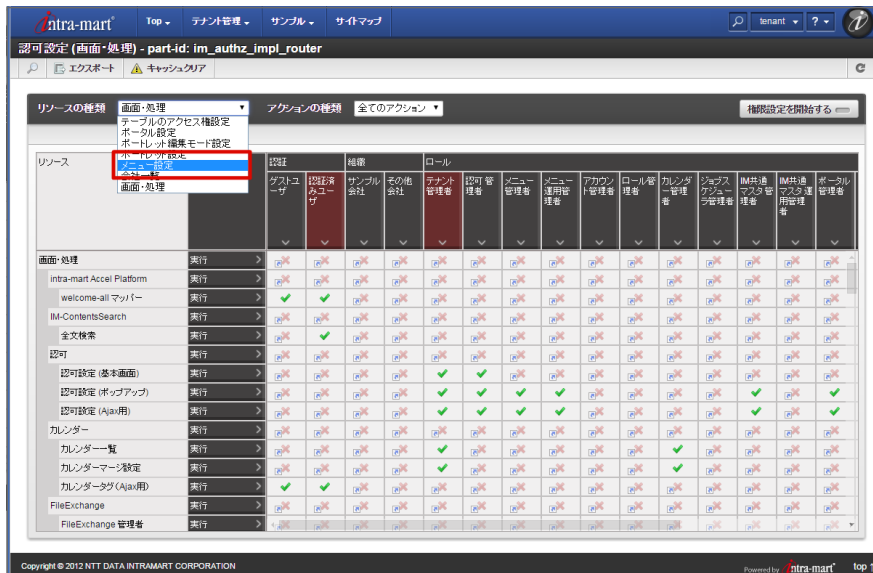 intra-mart®
Top テナント管理 サンプル サイトマップ
tenant ?
認可設定 (画面・処理) - part-id: im_authz_impl_router
エクスポート キャッシュクリア
リソースの種類 画面・処理 アクションの種類 全てのアクション 権限設定を開始する
テーブルのアクセス権設定
ポータル設定
ポートレット編集モード設定
ポートレット設定
メニュー設定
会社一覧
画面・処理
リソース 認証 組織 ロール
ゲストユーザ 認証済みユーザ サンプル会社 その他会社 テナント管理者 認可管理者 メニュー管理者 メニュー運用管理者 アカウント管理者 ロール管理者 カレンダー管理者 ジョブスケジューラ管理者 IM共通マスタ管理者 IM共通マスタ運用管理者 ポータル管理者
画面・処理 実行
intra-mart Accel Platform 実行
welcome-all マッパー 実行
IM-ContentsSearch 実行
全文検索 実行
認可 実行
認可設定 (基本画面) 実行
認可設定 (ポップアップ) 実行
認可設定 (Ajax用) 実行
カレンダー 実行
カレンダー一覧 実行
カレンダーマージ設定 実行
カレンダータグ(Ajax用) 実行
FileExchange 実行
FileExchange 管理者 実行
Copyright © 2012 NTT DATA INTRAMART CORPORATION
Powered by intra-mart® top ↑